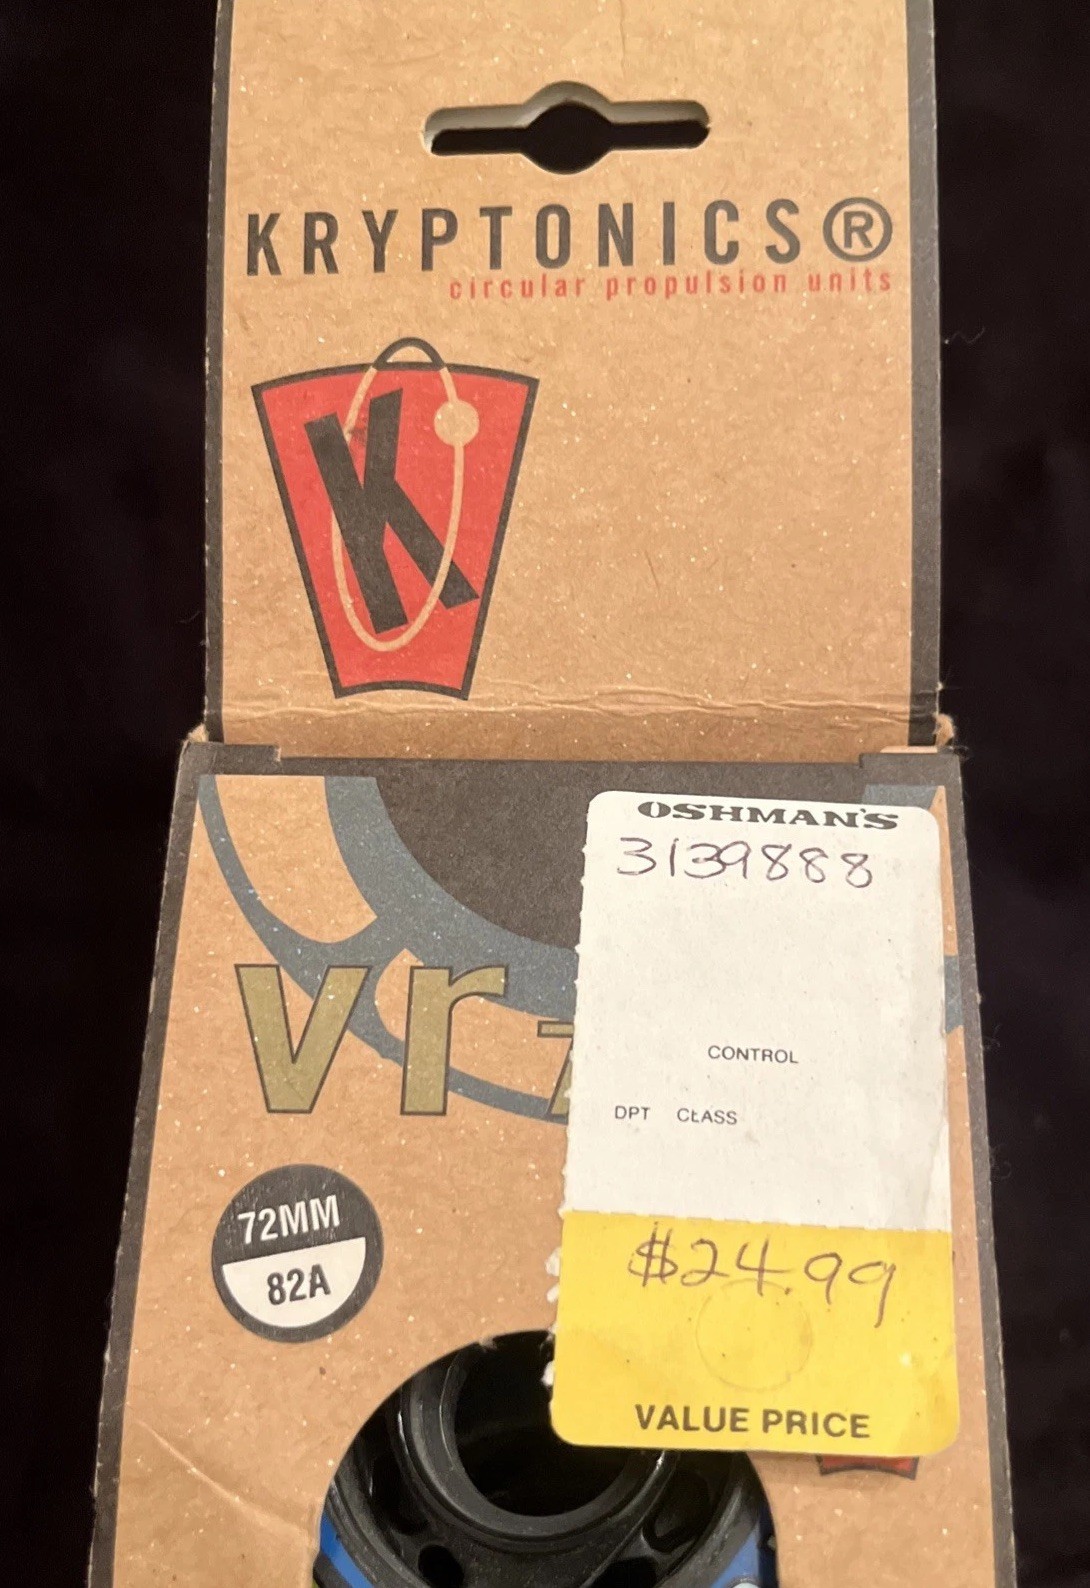 KRYPTONICS®
circular propulsion units
K
OSHMAN'S
3139888
vr
CONTROL
DPT CLASS
72MM
82A
$24.99
VALUE PRICE